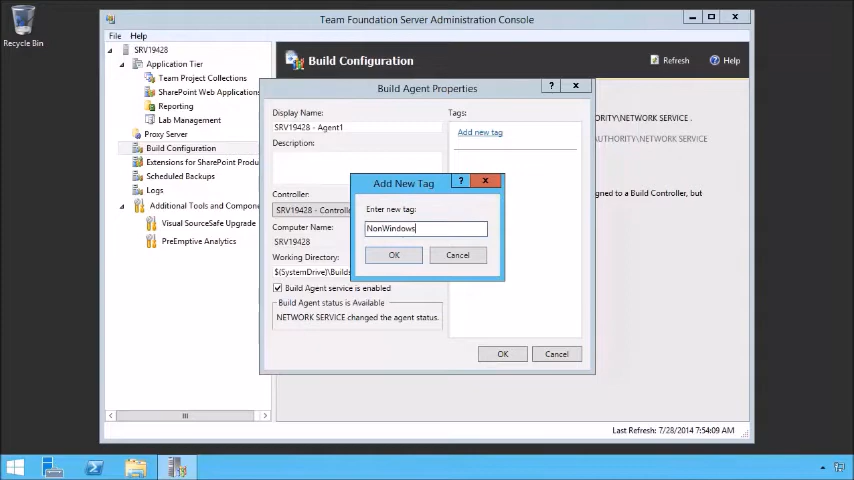 Recycle Bin
Team Foundation Server Administration Console
File Help
SRV19428
Application Tier
Team Project Collections
SharePoint Web Applications
Reporting
Lab Management
Proxy Server
Build Configuration
Extensions for SharePoint Produ
Scheduled Backups
Logs
Additional Tools and Compone
Visual SourceSafe Upgrade
PreEmptive Analytics
Build Configuration
Refresh
Help
Build Agent Properties
?
Display Name:
SRV19428 - Agent1
Description:
Controller:
SRV19428 - Controlle
Computer Name:
SRV19428
Working Directory:
$(SystemDrive)\Builds
Build Agent service is enabled
Build Agent status is Available
NETWORK SERVICE changed the agent status.
Tags:
Add new tag
OK Cancel
Add New Tag
?
Enter new tag:
NonWindows
OK Cancel
ITY\NETWORK SERVICE .
AUTHORITY\NETWORK SERVICE
igned to a Build Controller, but
Last Refresh: 7/28/2014 7:54:09 AM